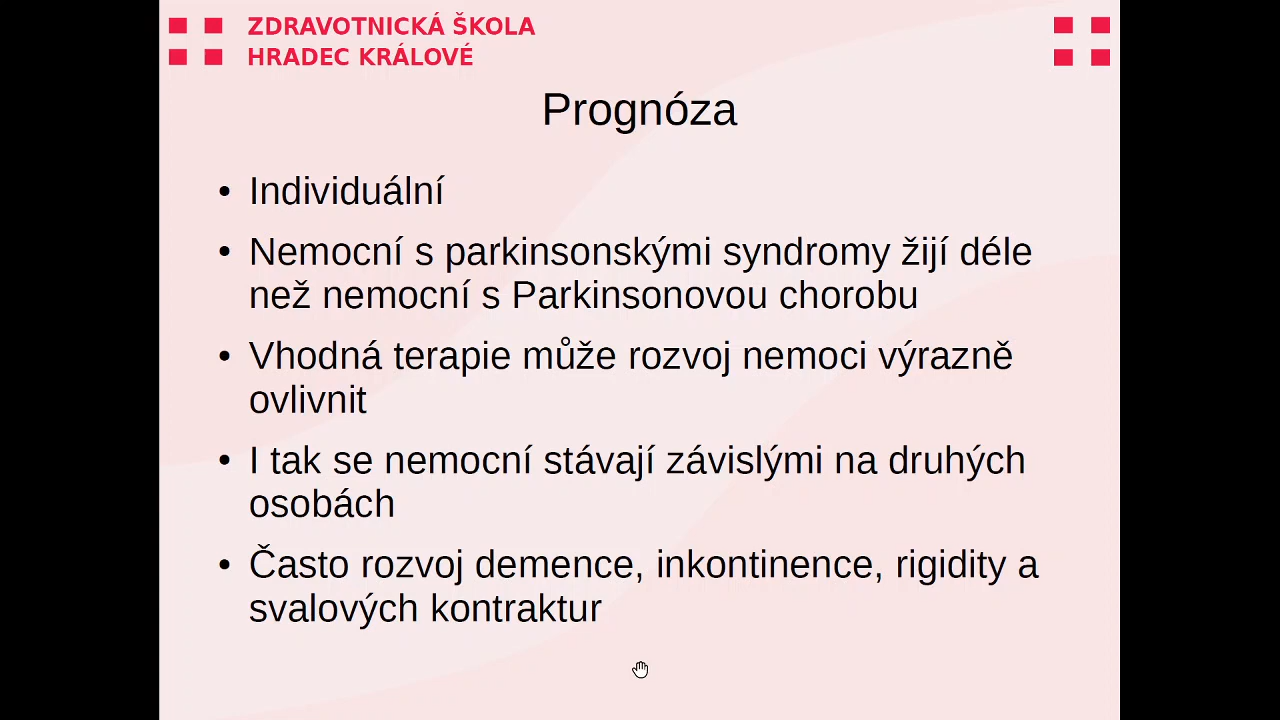 ZDRAVOTNICKÁ ŠKOLA
HRADEC KRÁLOVÉ
Prognóza
• Individuální
• Nemocní s parkinsonskými syndromy žijí déle
než nemocní s Parkinsonovou chorobu
• Vhodná terapie může rozvoj nemoci výrazně
ovlivnit
• I tak se nemocní stávají závislými na druhých
osobách
• Často rozvoj demence, inkontinence, rigidity a
svalových kontraktur